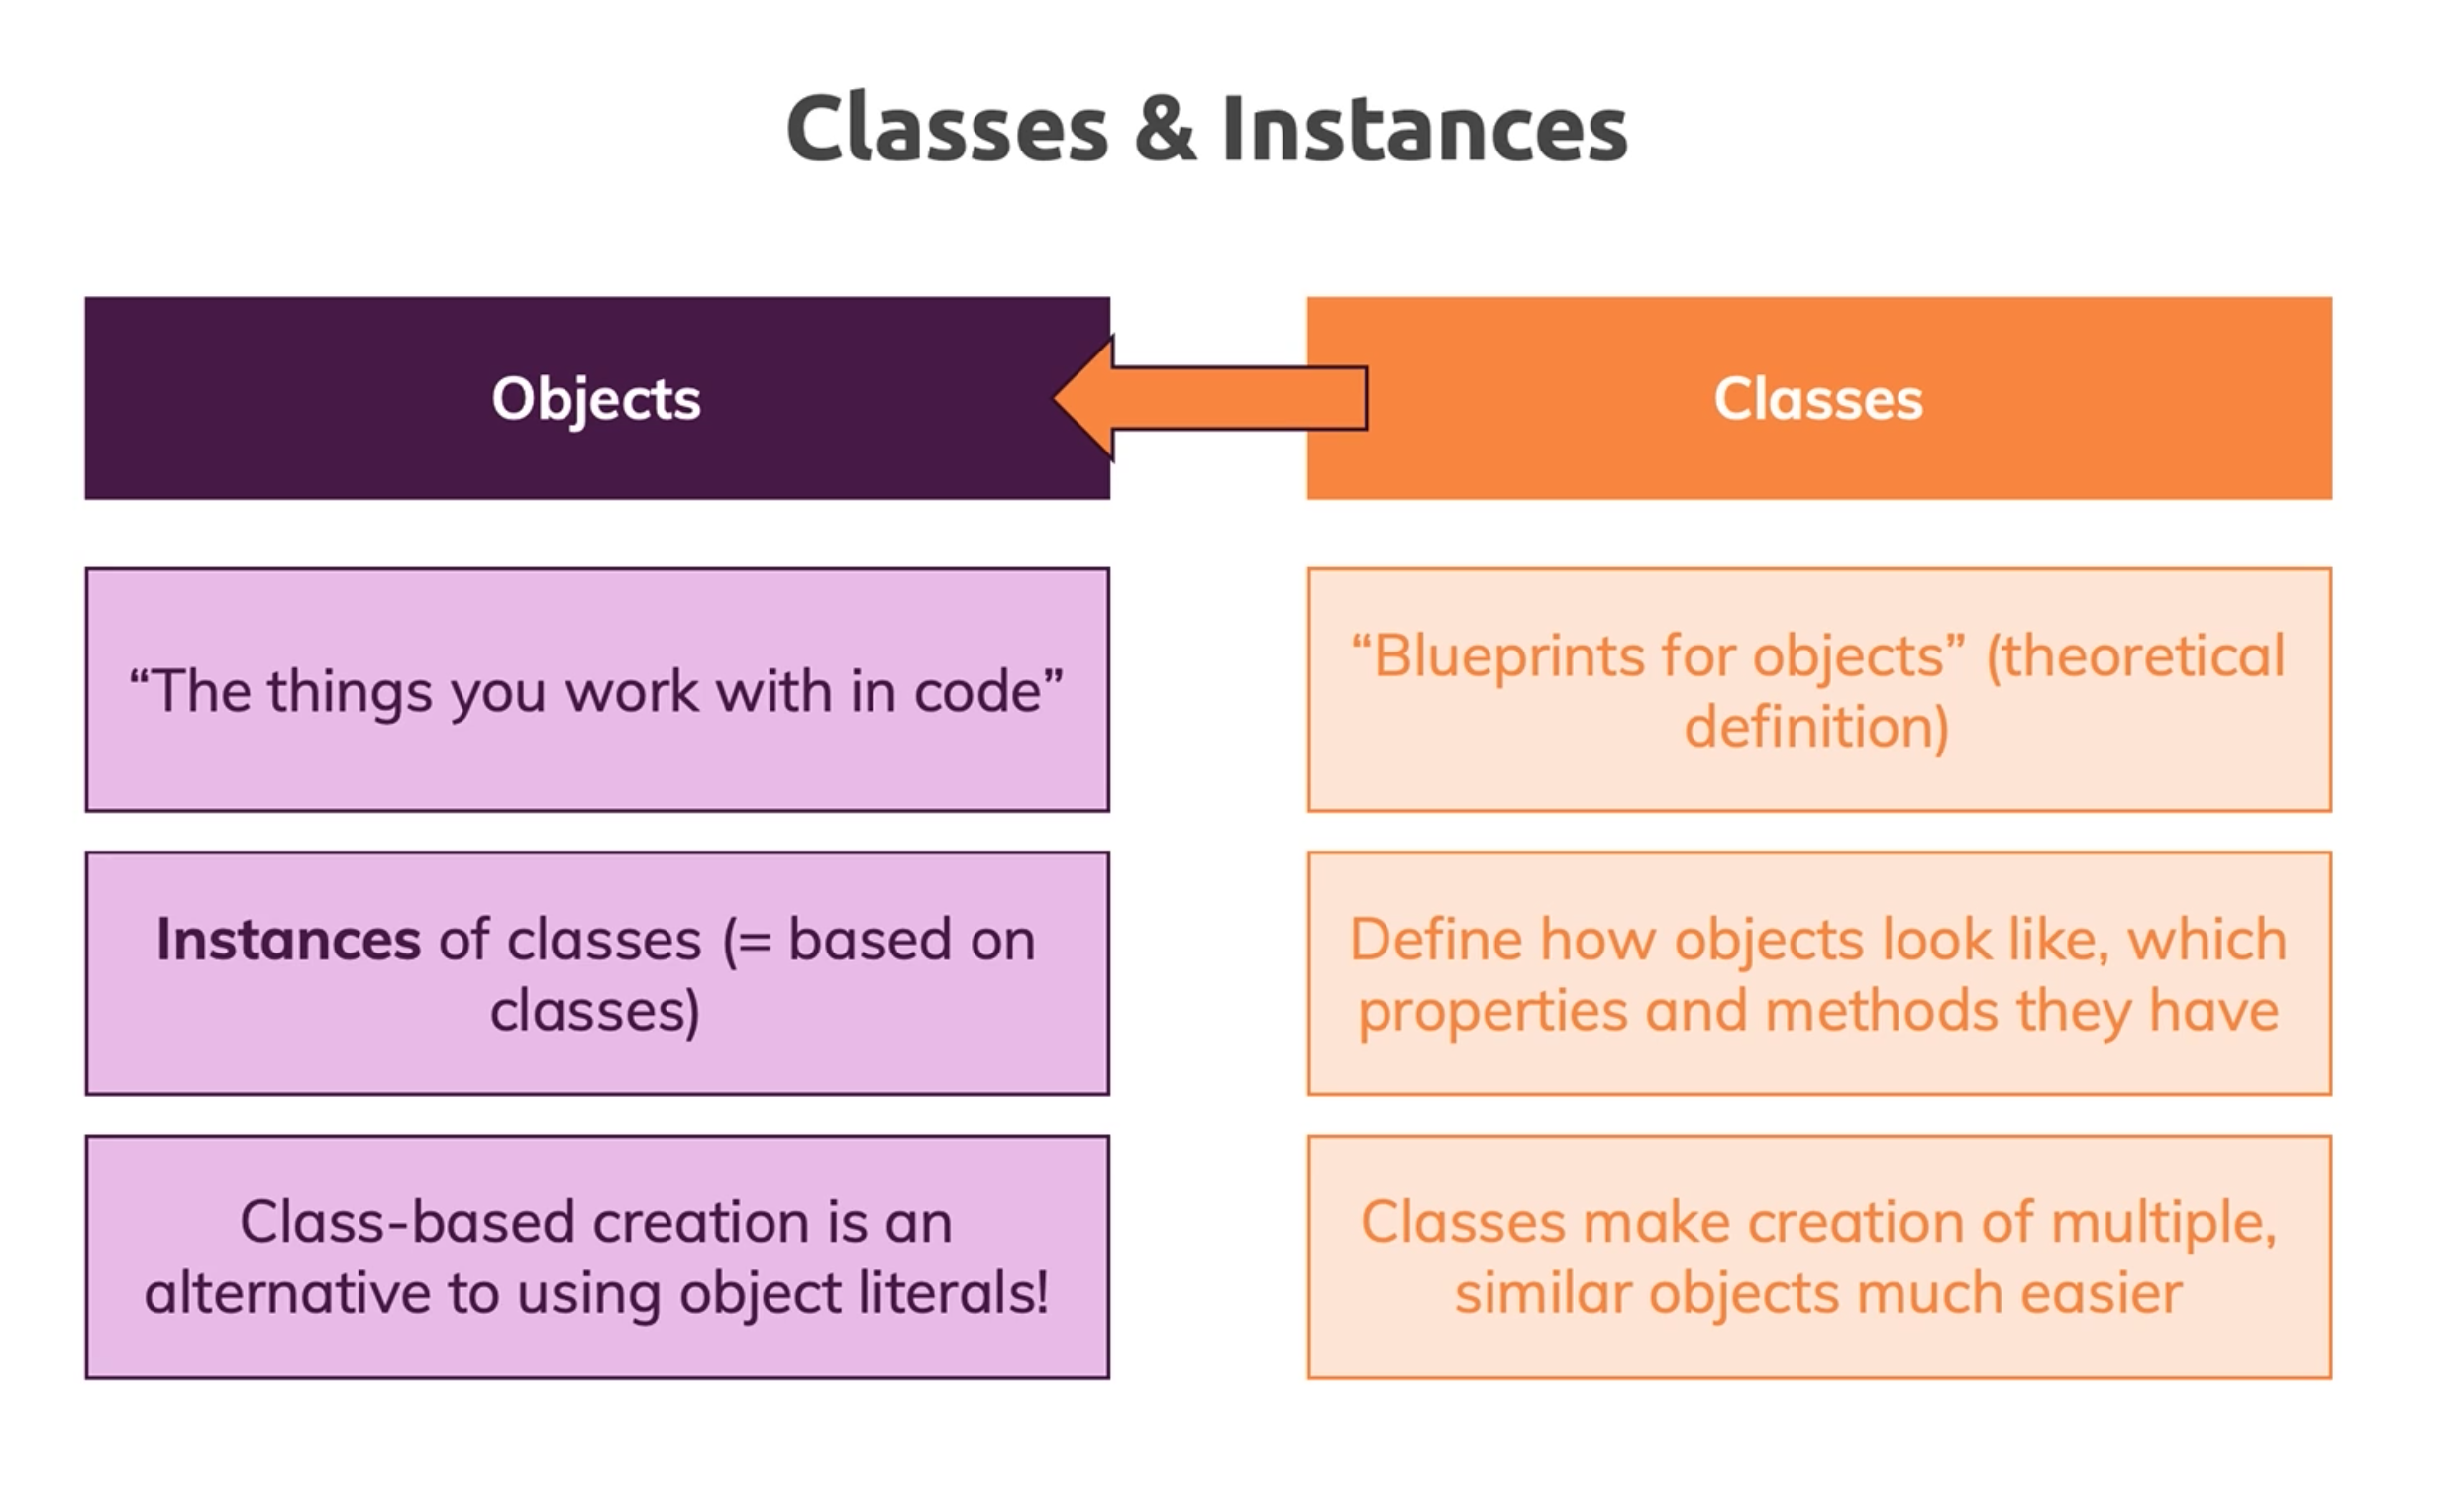 Classes & Instances
Objects
Classes
“The things you work with in code”
“Blueprints for objects” (theoretical
definition)
Instances of classes (= based on
classes)
Define how objects look like, which
properties and methods they have
Class-based creation is an
alternative to using object literals!
Classes make creation of multiple,
similar objects much easier